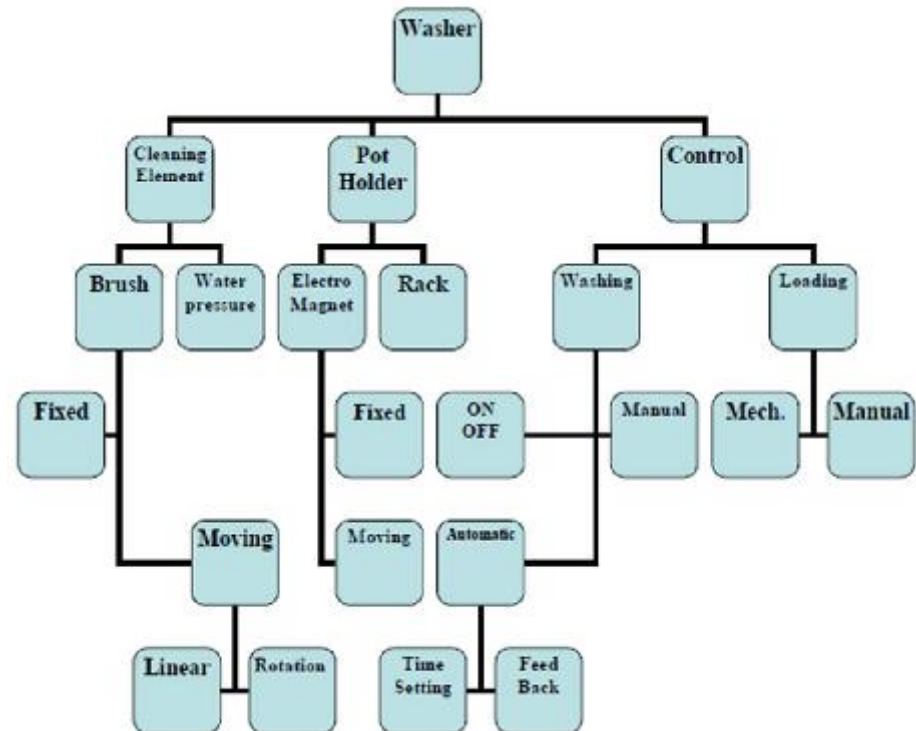 Washer
Cleaning
Element
Pot
Holder
Control
Brush
Water
pressure
Electro
Magnet
Rack
Washing
Loading
Fixed
Fixed
ON
OFF
Manual
Mech.
Manual
Moving
Moving
Automatic
Linear
Rotation
Time
Setting
Feed
Back